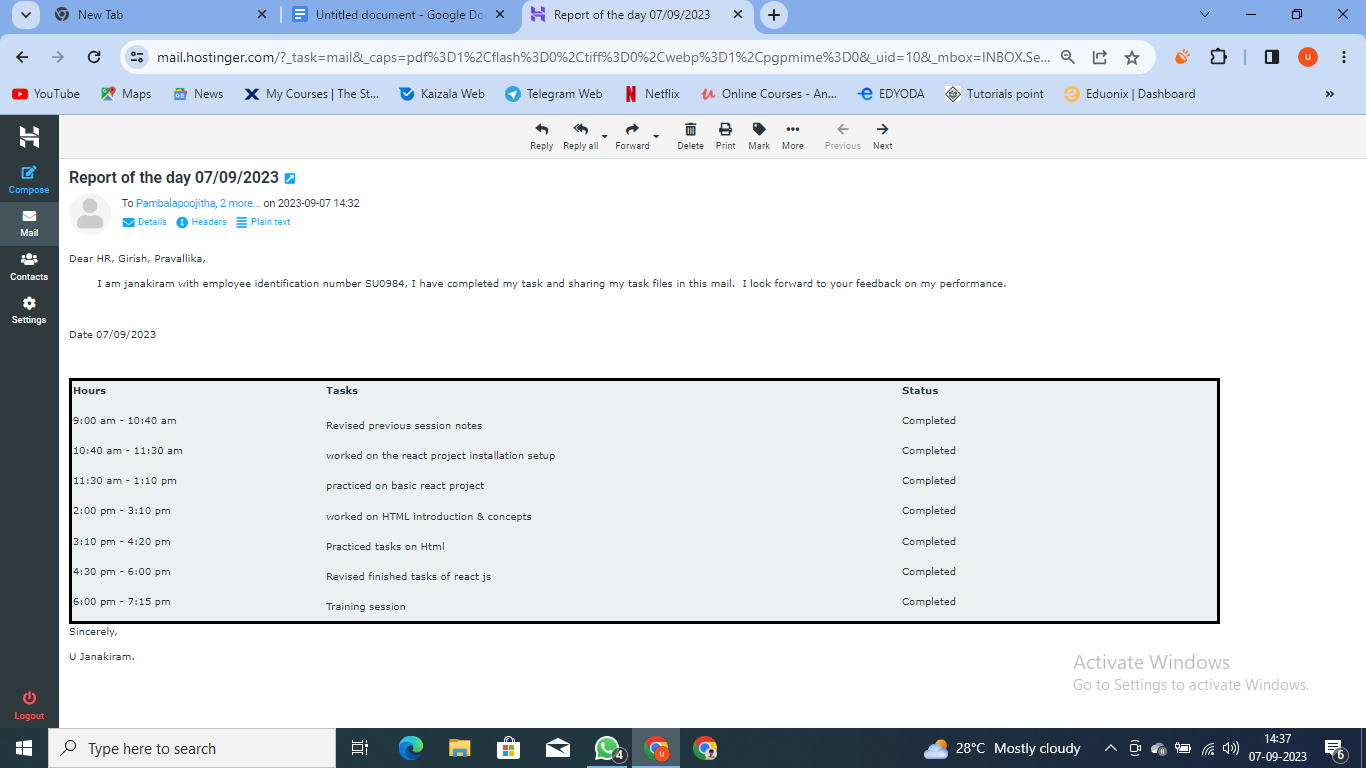 New Tab
Untitled document - Google Do
Report of the day 07/09/2023
mail.hostinger.com/?_task=mail&_caps=pdf%3D1%2Cflash%3D0%2Ctiff%3D0%2Cwebp%3D1%2Cpgpmime%3D0&_uid=10&_mbox=INBOX.Se...
u
YouTube Maps News My Courses | The St... Kaizala Web Telegram Web Netflix Online Courses - An... EDYODA Tutorials point Eduonix | Dashboard »
Reply Reply all Forward Delete Print Mark More Previous Next
Compose
Mail
Contacts
Settings
Logout
Report of the day 07/09/2023
To Pambalapoojitha, 2 more... on 2023-09-07 14:32
Details Headers Plain text
Dear HR, Girish, Pravallika,
I am janakiram with employee identification number SU0984, I have completed my task and sharing my task files in this mail. I look forward to your feedback on my performance.
Date 07/09/2023
Hours Tasks Status
9:00 am - 10:40 am Revised previous session notes Completed
10:40 am - 11:30 am worked on the react project installation setup Completed
11:30 am - 1:10 pm practiced on basic react project Completed
2:00 pm - 3:10 pm worked on HTML introduction & concepts Completed
3:10 pm - 4:20 pm Practiced tasks on Html Completed
4:30 pm - 6:00 pm Revised finished tasks of react js Completed
6:00 pm - 7:15 pm Training session Completed
Sincerely,
U Janakiram.
Activate Windows
Go to Settings to activate Windows.
Type here to search
4
u
28°C Mostly cloudy
14:37
07-09-2023
6